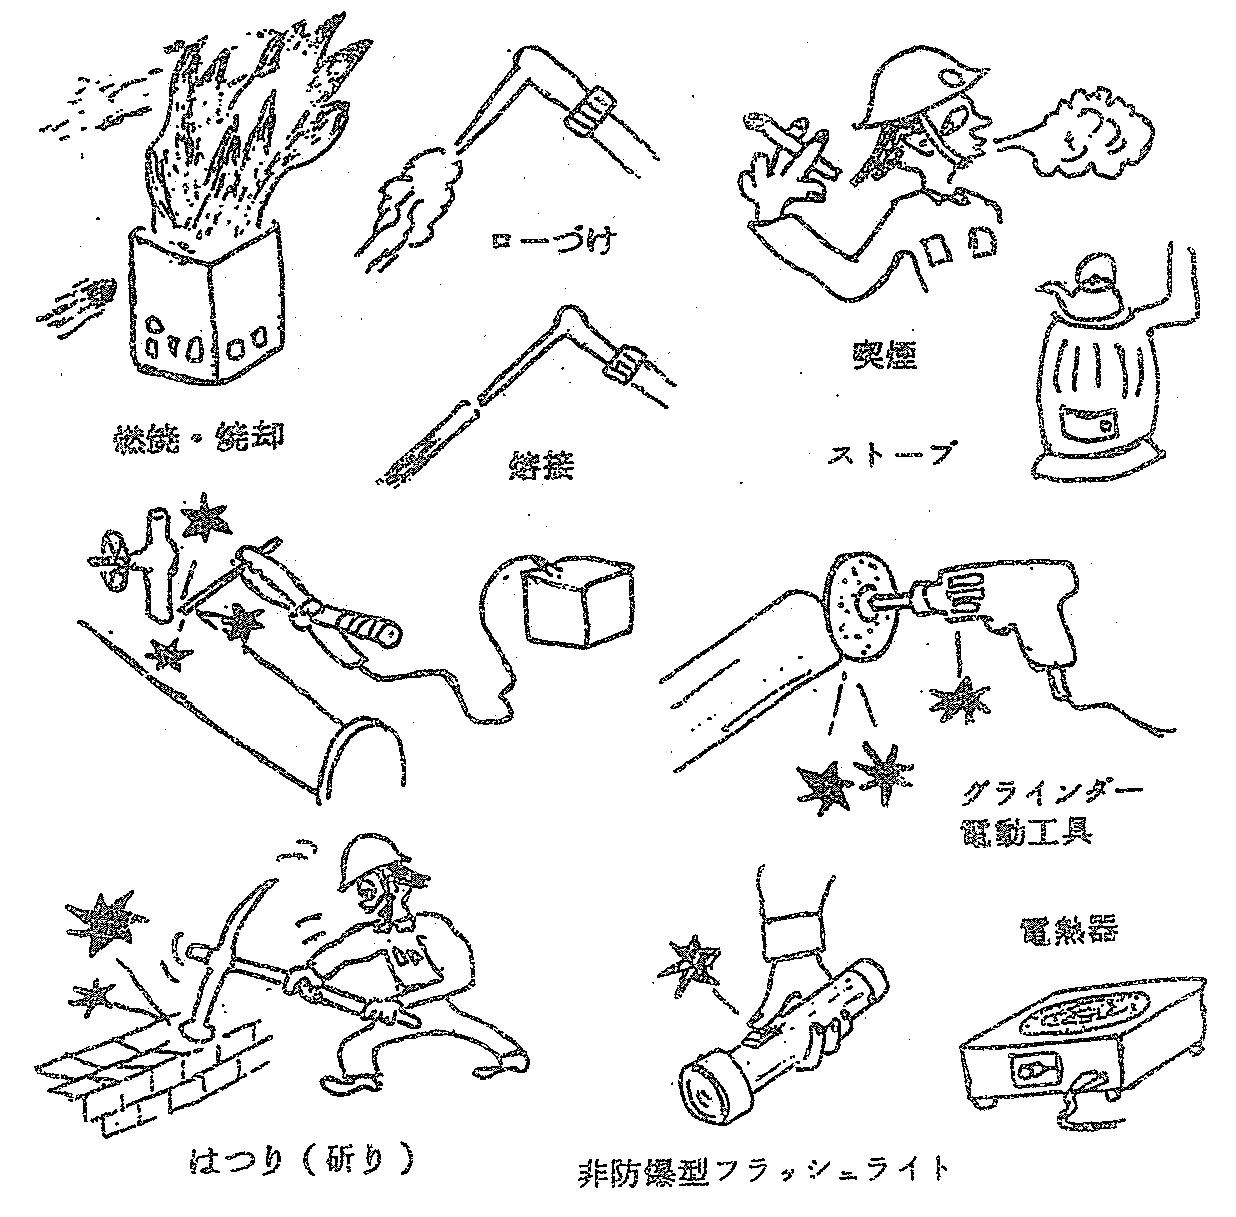 ローづけ
喫煙
燃焼・焼却
熔接
ストーブ
グラインダー
電動工具
電熱器
はつり（斫り）
非防爆型フラッシュライト